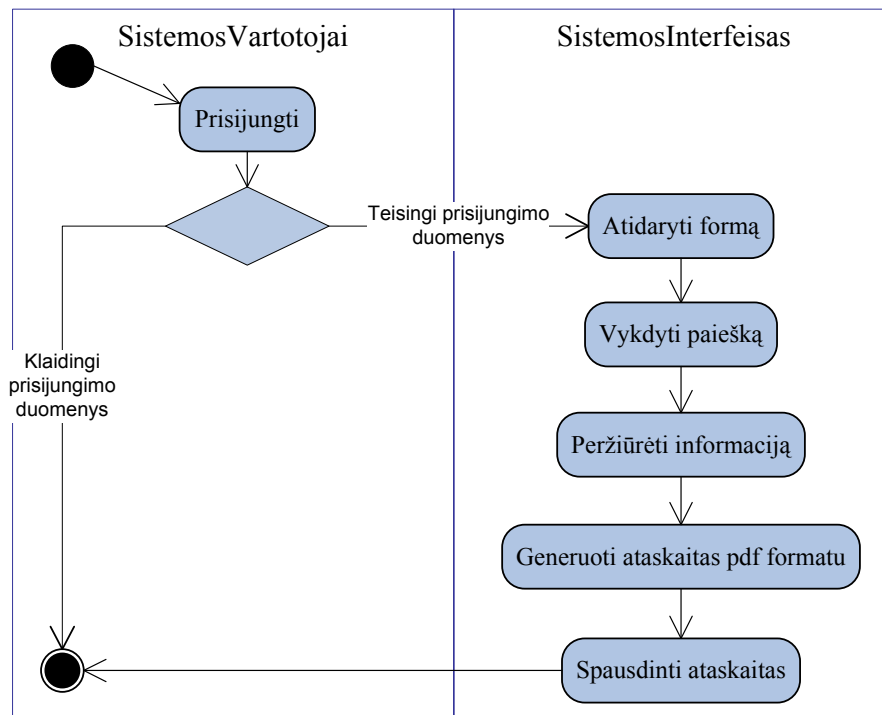 SistemosVartotojai
SistemosInterfeisas
Prisijungti
Teisingi prisijungimo
duomenys
Atidaryti formą
Vykdyti paiešką
Klaidingi
prisijungimo
duomenys
Peržiūrėti informaciją
Generuoti ataskaitas pdf formatu
Spausdinti ataskaitas